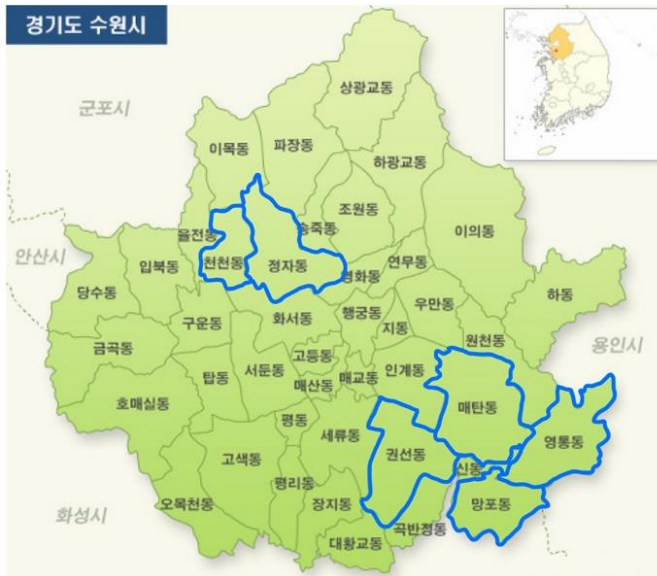 경기도 수원시
군포시
상광교동
이목동
파장동
하광교동
조원동
율전동
송죽동
이의동
안산시
입북동
천천동
정자동
영화동
연무동
당수동
하동
구운동
화서동
행궁동
우만동
지동
원천동
용인시
금곡동
고등동
탑동
서둔동
매산동
매교동
인계동
호매실동
매탄동
평동
세류동
권선동
영통동
고색동
신동
평리동
오목천동
장지동
망포동
화성시
곡반정동
대황교동